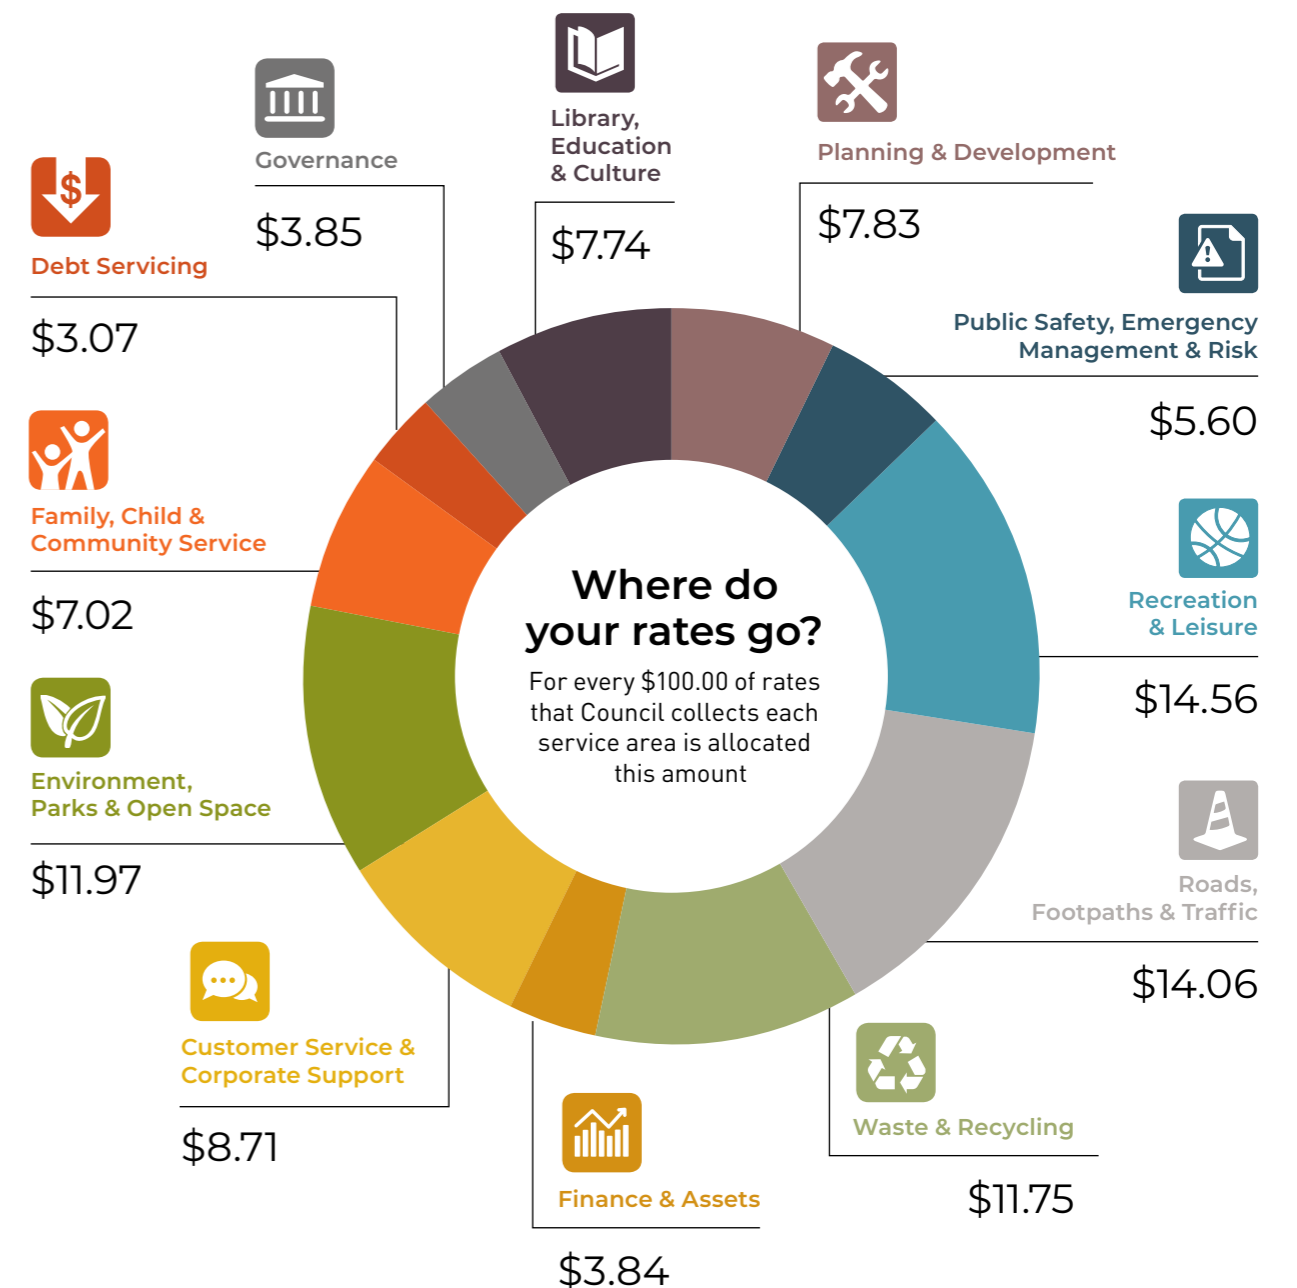 Library,
Education
& Culture
$7.74
Planning & Development
$7.83
Public Safety, Emergency
Management & Risk
$5.60
Recreation
& Leisure
$14.56
Roads,
Footpaths & Traffic
$14.06
Waste & Recycling
$11.75
Finance & Assets
$3.84
Customer Service &
Corporate Support
$8.71
Environment,
Parks & Open Space
$11.97
Family, Child &
Community Service
$7.02
Debt Servicing
$3.07
Governance
$3.85
Where do
your rates go?
For every $100.00 of rates
that Council collects each
service area is allocated
this amount
$